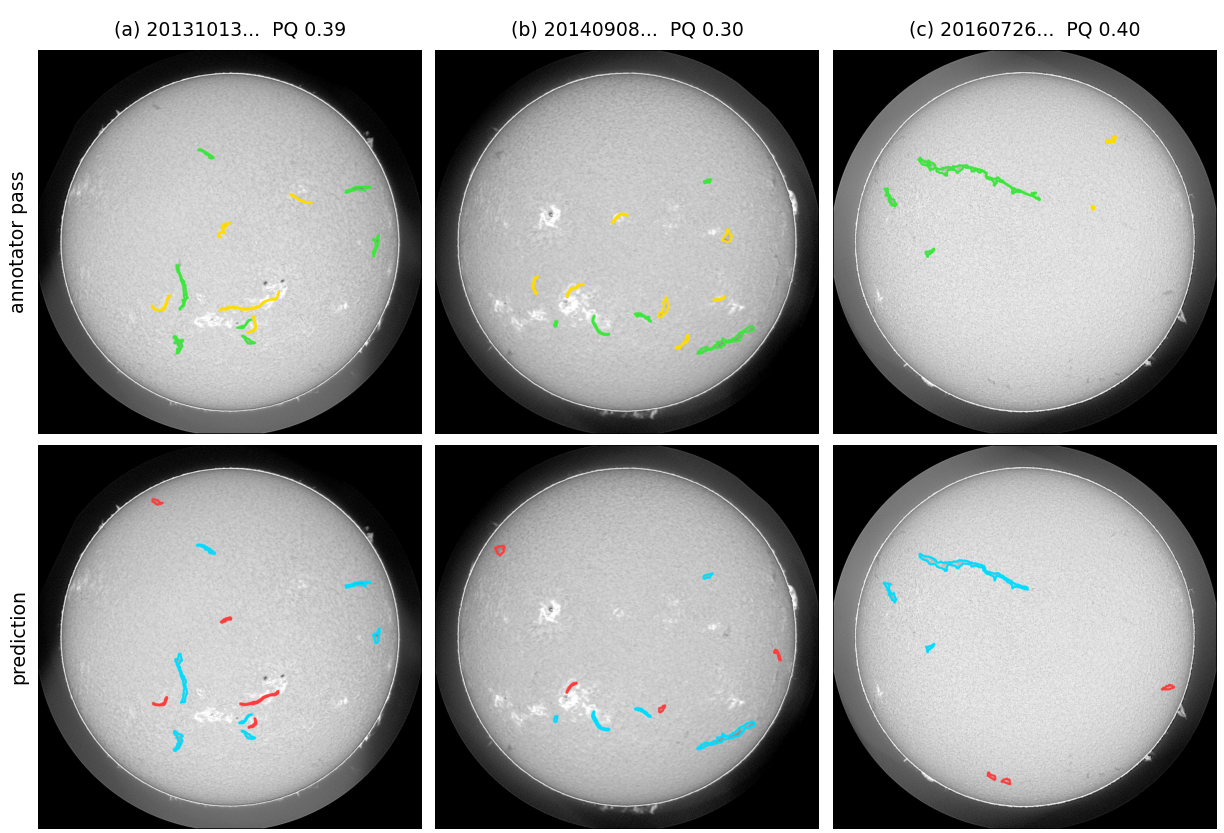 (a) 20131013... PQ 0.39
(b) 20140908... PQ 0.30
(c) 20160726... PQ 0.40
annotator pass
prediction